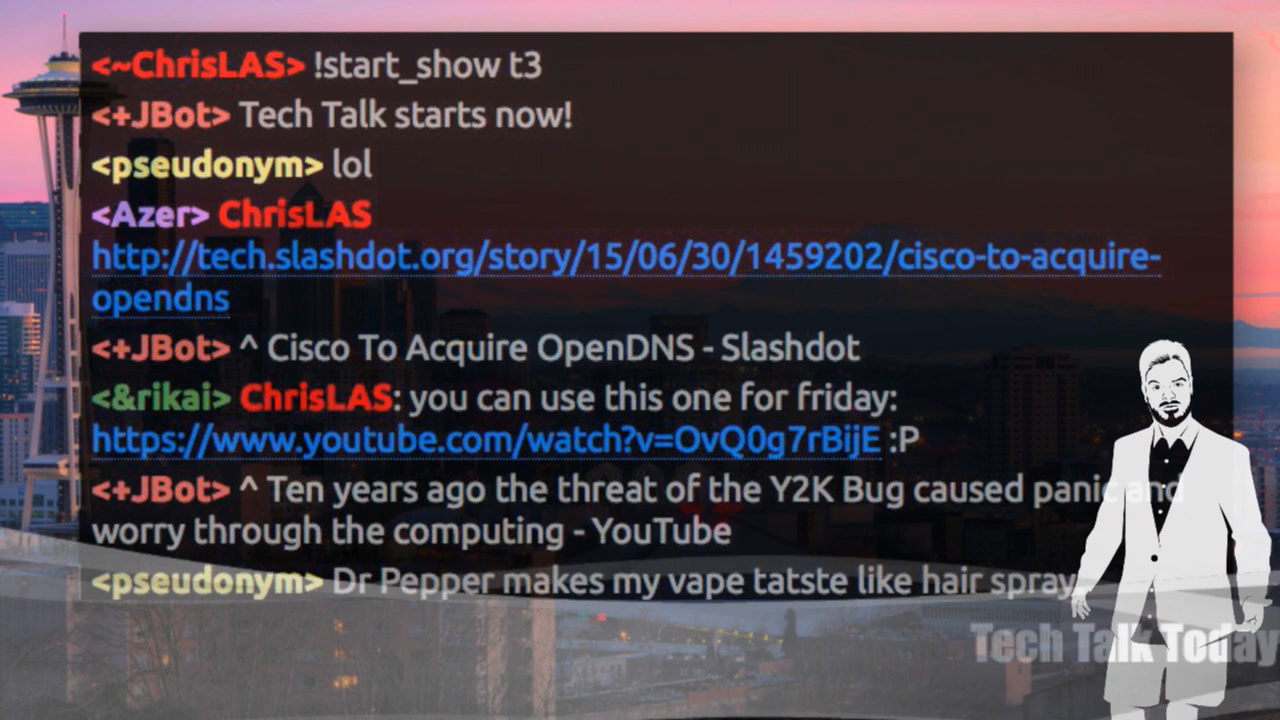 <~ChrisLAS> !start_show t3
<+JBot> Tech Talk starts now!
<pseudonym> lol
<Azer> ChrisLAS
http://tech.slashdot.org/story/15/06/30/1459202/cisco-to-acquire-
opendns
<+JBot> ^ Cisco To Acquire OpenDNS - Slashdot
<&rikai> ChrisLAS: you can use this one for friday:
https://www.youtube.com/watch?v=OvQ0g7rBijE :P
<+JBot> ^ Ten years ago the threat of the Y2K Bug caused panic and
worry through the computing - YouTube
<pseudonym> Dr Pepper makes my vape tatste like hair spray
Tech Talk Today